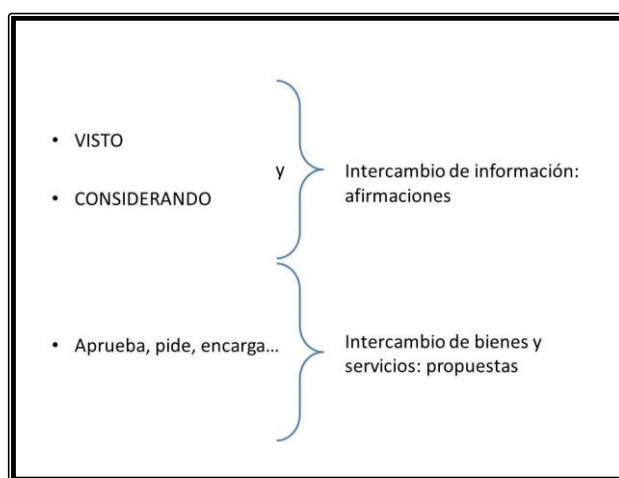 • VISTO
y
• CONSIDERANDO
Intercambio de información:
afirmaciones
• Aprueba, pide, encarga...
Intercambio de bienes y
servicios: propuestas